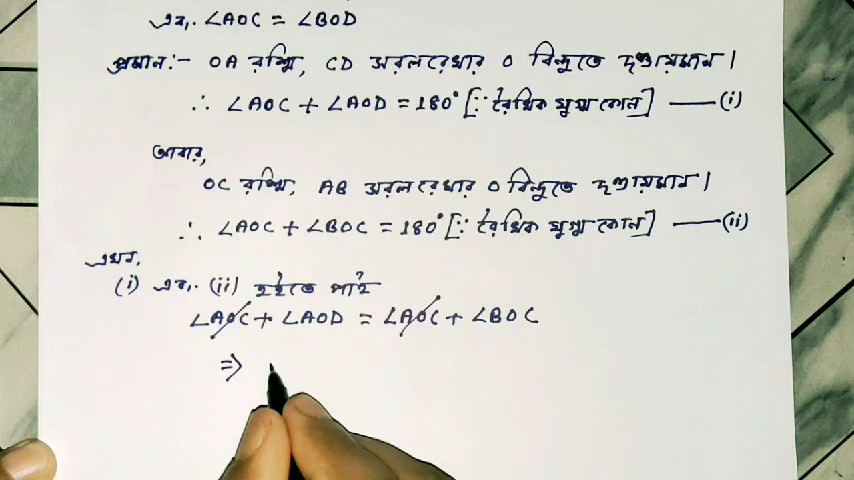 এবং ∠AOC = ∠BOD
প্রমান:- OA রশ্মি, CD সরলরেখার O বিন্দুতে দণ্ডায়মান।
∴ ∠AOC + ∠AOD = 180° [∵ রৈখিক যুগ্ম কোন] —— (i)
আবার,
OC রশ্মি, AB সরলরেখার O বিন্দুতে দণ্ডায়মান।
∴ ∠AOC + ∠BOC = 180° [∵ রৈখিক যুগ্ম কোন] —— (ii)
এখন,
(i) এবং (ii) হইতে পাই
∠AOC + ∠AOD = ∠AOC + ∠BOC
⇒